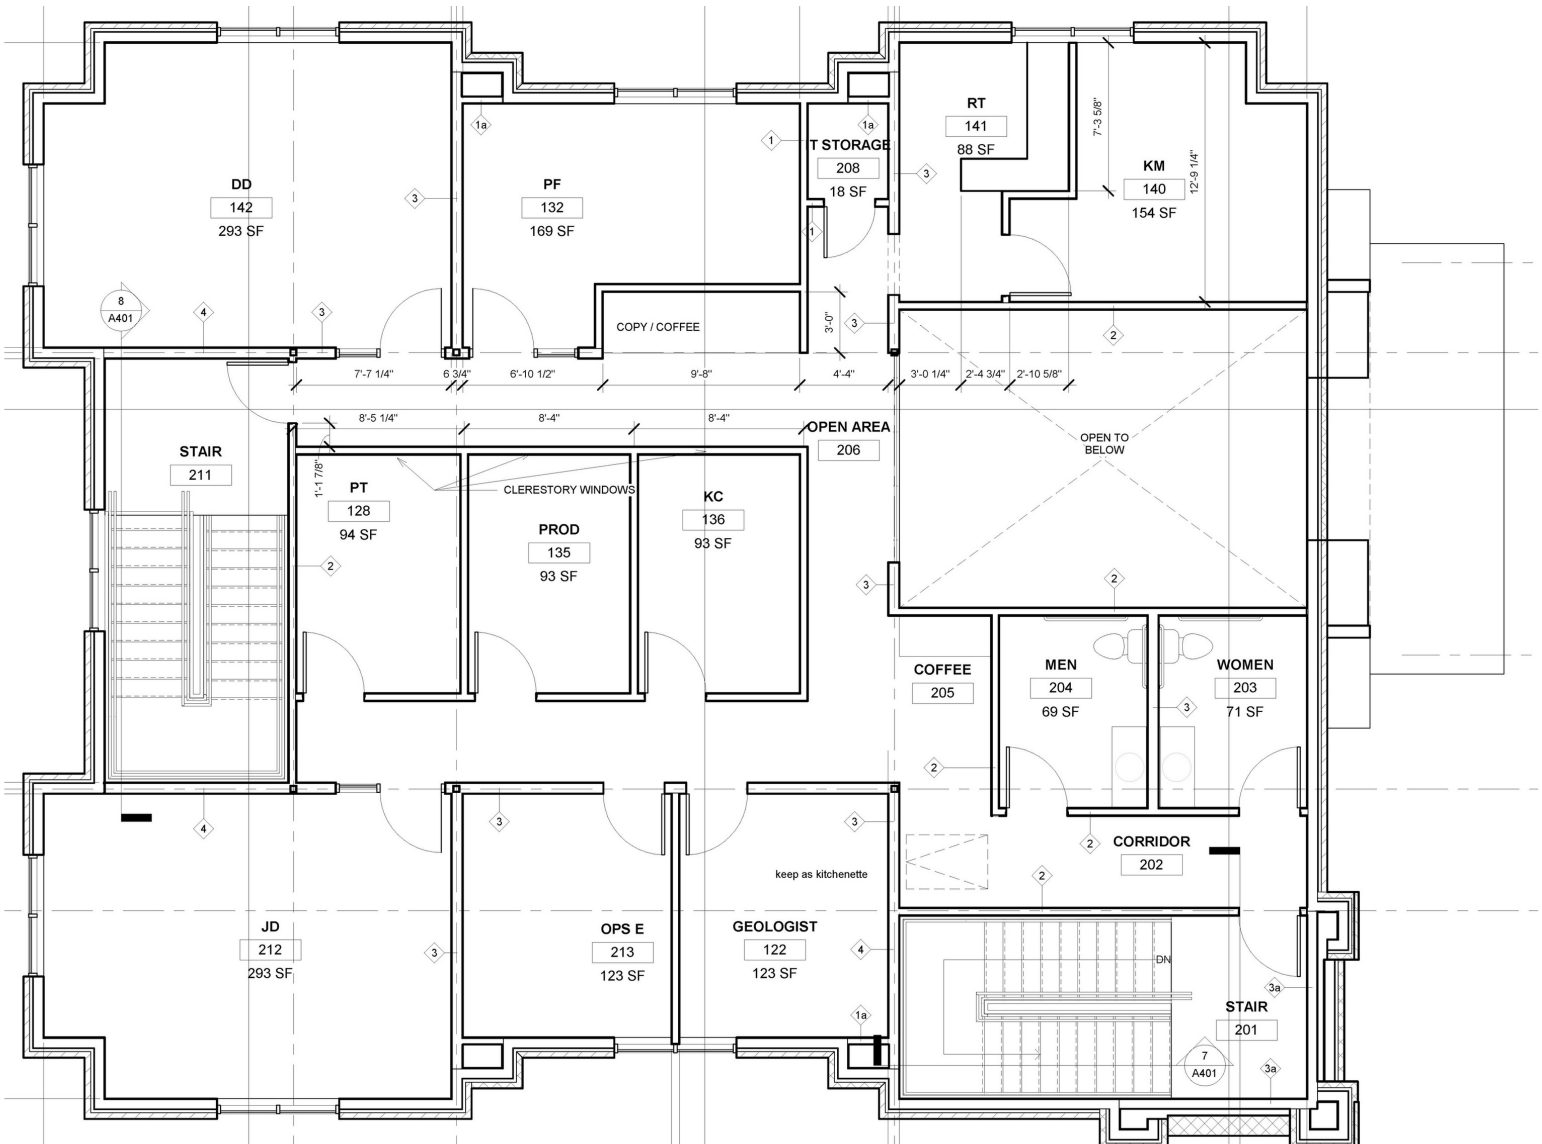 DD
142
293 SF
1a
PF
132
169 SF
3
1
T STORAGE
208
18 SF
1a
1
3
RT
141
88 SF
7'-3 5/8"
KM
140
154 SF
12'-9 1/4"
8
A401
4
3
COPY / COFFEE
3'-0"
3
2
7'-7 1/4"
6 3/4"
6'-10 1/2"
9'-8"
4'-4"
3'-0 1/4"
2'-4 3/4"
2'-10 5/8"
8'-5 1/4"
8'-4"
8'-4"
OPEN AREA
206
OPEN TO
BELOW
STAIR
211
1'-1 7/8"
CLERESTORY WINDOWS
PT
128
94 SF
PROD
135
93 SF
KC
136
93 SF
2
3
2
COFFEE
205
MEN
204
69 SF
WOMEN
203
71 SF
3
2
4
3
3
2
CORRIDOR
202
keep as kitchenette
2
JD
212
293 SF
3
OPS E
213
123 SF
GEOLOGIST
122
123 SF
4
DN
1a
3a
STAIR
201
7
A401
3a